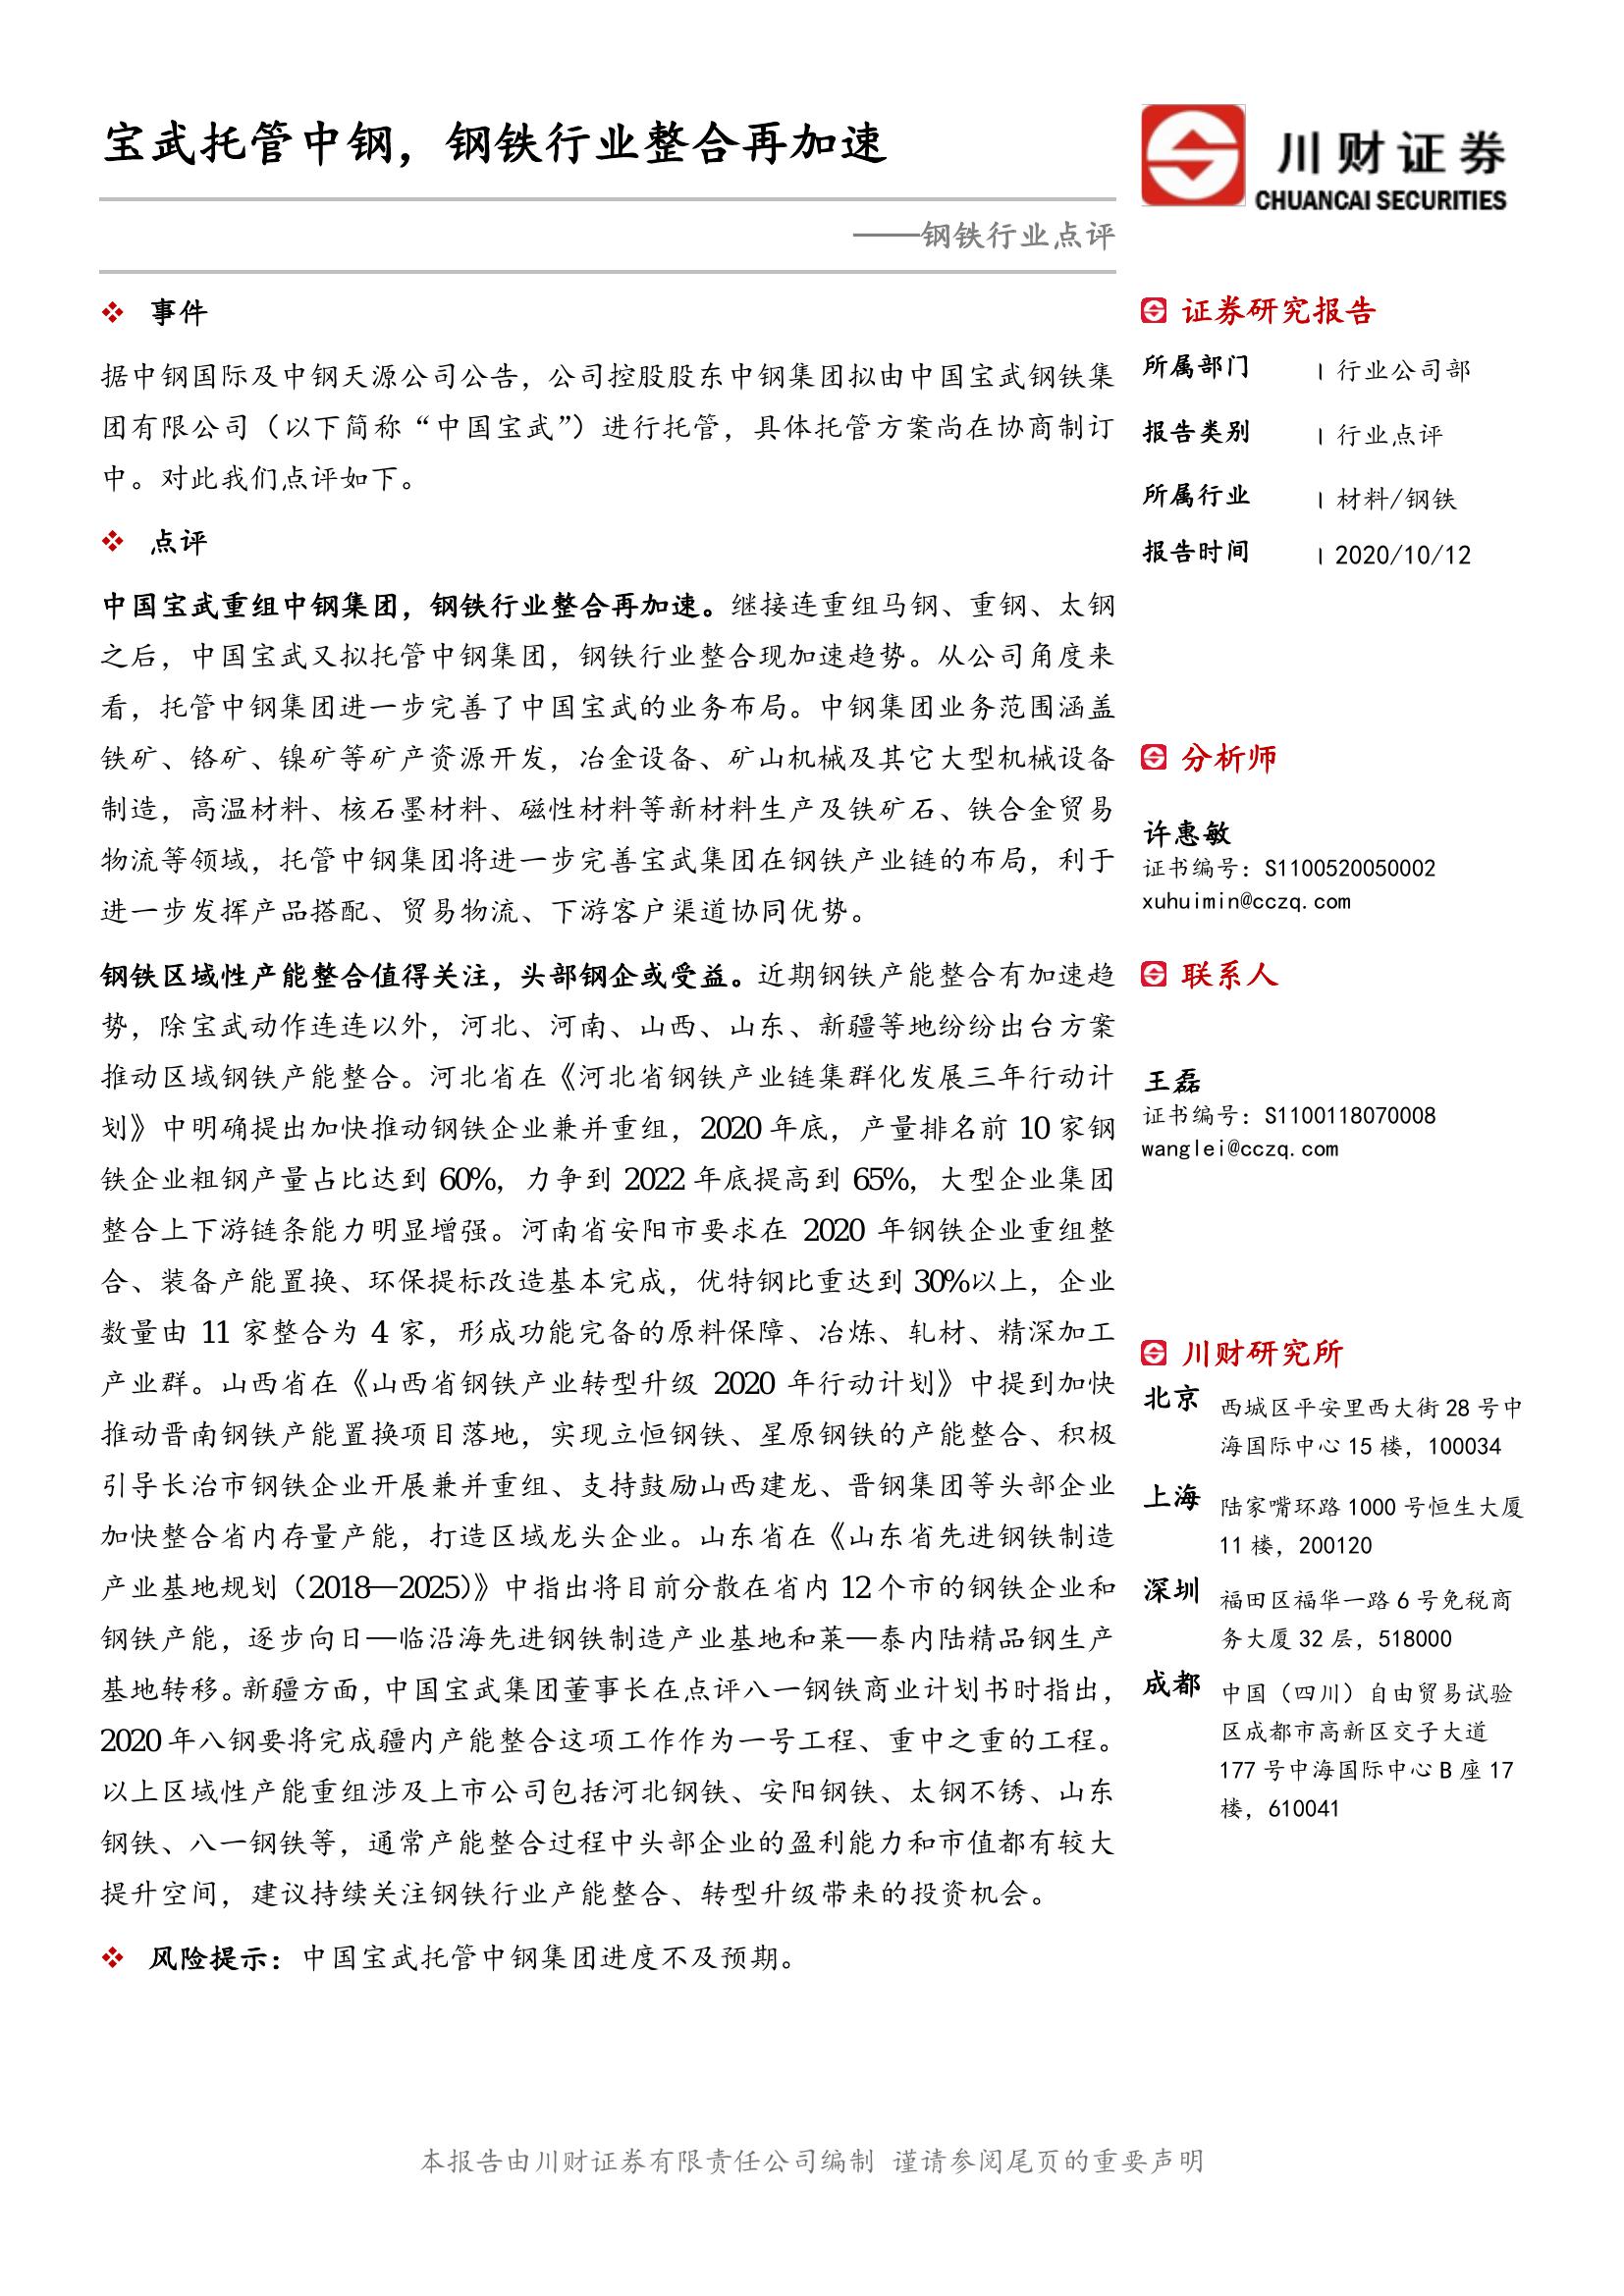 宝武托管中钢，钢铁行业整合再加速
——钢铁行业点评
川财证券
CHUANCAI SECURITIES
❖ 事件
据中钢国际及中钢天源公司公告，公司控股股东中钢集团拟由中国宝武钢铁集
团有限公司（以下简称“中国宝武”）进行托管，具体托管方案尚在协商制订
中。对此我们点评如下。
❖ 点评
中国宝武重组中钢集团，钢铁行业整合再加速。继接连重组马钢、重钢、太钢
之后，中国宝武又拟托管中钢集团，钢铁行业整合现加速趋势。从公司角度来
看，托管中钢集团进一步完善了中国宝武的业务布局。中钢集团业务范围涵盖
铁矿、铬矿、镍矿等矿产资源开发，冶金设备、矿山机械及其它大型机械设备
制造，高温材料、核石墨材料、磁性材料等新材料生产及铁矿石、铁合金贸易
物流等领域，托管中钢集团将进一步完善宝武集团在钢铁产业链的布局，利于
进一步发挥产品搭配、贸易物流、下游客户渠道协同优势。
钢铁区域性产能整合值得关注，头部钢企或受益。近期钢铁产能整合有加速趋
势，除宝武动作连连以外，河北、河南、山西、山东、新疆等地纷纷出台方案
推动区域钢铁产能整合。河北省在《河北省钢铁产业链集群化发展三年行动计
划》中明确提出加快推动钢铁企业兼并重组，2020 年底，产量排名前 10 家钢
铁企业粗钢产量占比达到 60%，力争到 2022 年底提高到 65%，大型企业集团
整合上下游链条能力明显增强。河南省安阳市要求在 2020 年钢铁企业重组整
合、装备产能置换、环保提标改造基本完成，优特钢比重达到 30%以上，企业
数量由 11 家整合为 4 家，形成功能完备的原料保障、冶炼、轧材、精深加工
产业群。山西省在《山西省钢铁产业转型升级 2020 年行动计划》中提到加快
推动晋南钢铁产能置换项目落地，实现立恒钢铁、星原钢铁的产能整合、积极
引导长治市钢铁企业开展兼并重组、支持鼓励山西建龙、晋钢集团等头部企业
加快整合省内存量产能，打造区域龙头企业。山东省在《山东省先进钢铁制造
产业基地规划（2018—2025）》中指出将目前分散在省内 12 个市的钢铁企业和
钢铁产能，逐步向日—临沿海先进钢铁制造产业基地和莱—泰内陆精品钢生产
基地转移。新疆方面，中国宝武集团董事长在点评八一钢铁商业计划书时指出，
2020 年八钢要将完成疆内产能整合这项工作作为一号工程、重中之重的工程。
以上区域性产能重组涉及上市公司包括河北钢铁、安阳钢铁、太钢不锈、山东
钢铁、八一钢铁等，通常产能整合过程中头部企业的盈利能力和市值都有较大
提升空间，建议持续关注钢铁行业产能整合、转型升级带来的投资机会。
❖ 风险提示：中国宝武托管中钢集团进度不及预期。
证券研究报告
所属部门 | 行业公司部
报告类别 | 行业点评
所属行业 | 材料/钢铁
报告时间 | 2020/10/12
分析师
许惠敏
证书编号：S1100520050002
xuhuimin@cczq.com
联系人
王磊
证书编号：S1100118070008
wanglei@cczq.com
川财研究所
北京 西城区平安里西大街 28 号中
海国际中心 15 楼，100034
上海 陆家嘴环路 1000 号恒生大厦
11 楼，200120
深圳 福田区福华一路 6 号免税商
务大厦 32 层，518000
成都 中国（四川）自由贸易试验
区成都市高新区交子大道
177 号中海国际中心 B 座 17
楼，610041
本报告由川财证券有限责任公司编制 谨请参阅尾页的重要声明